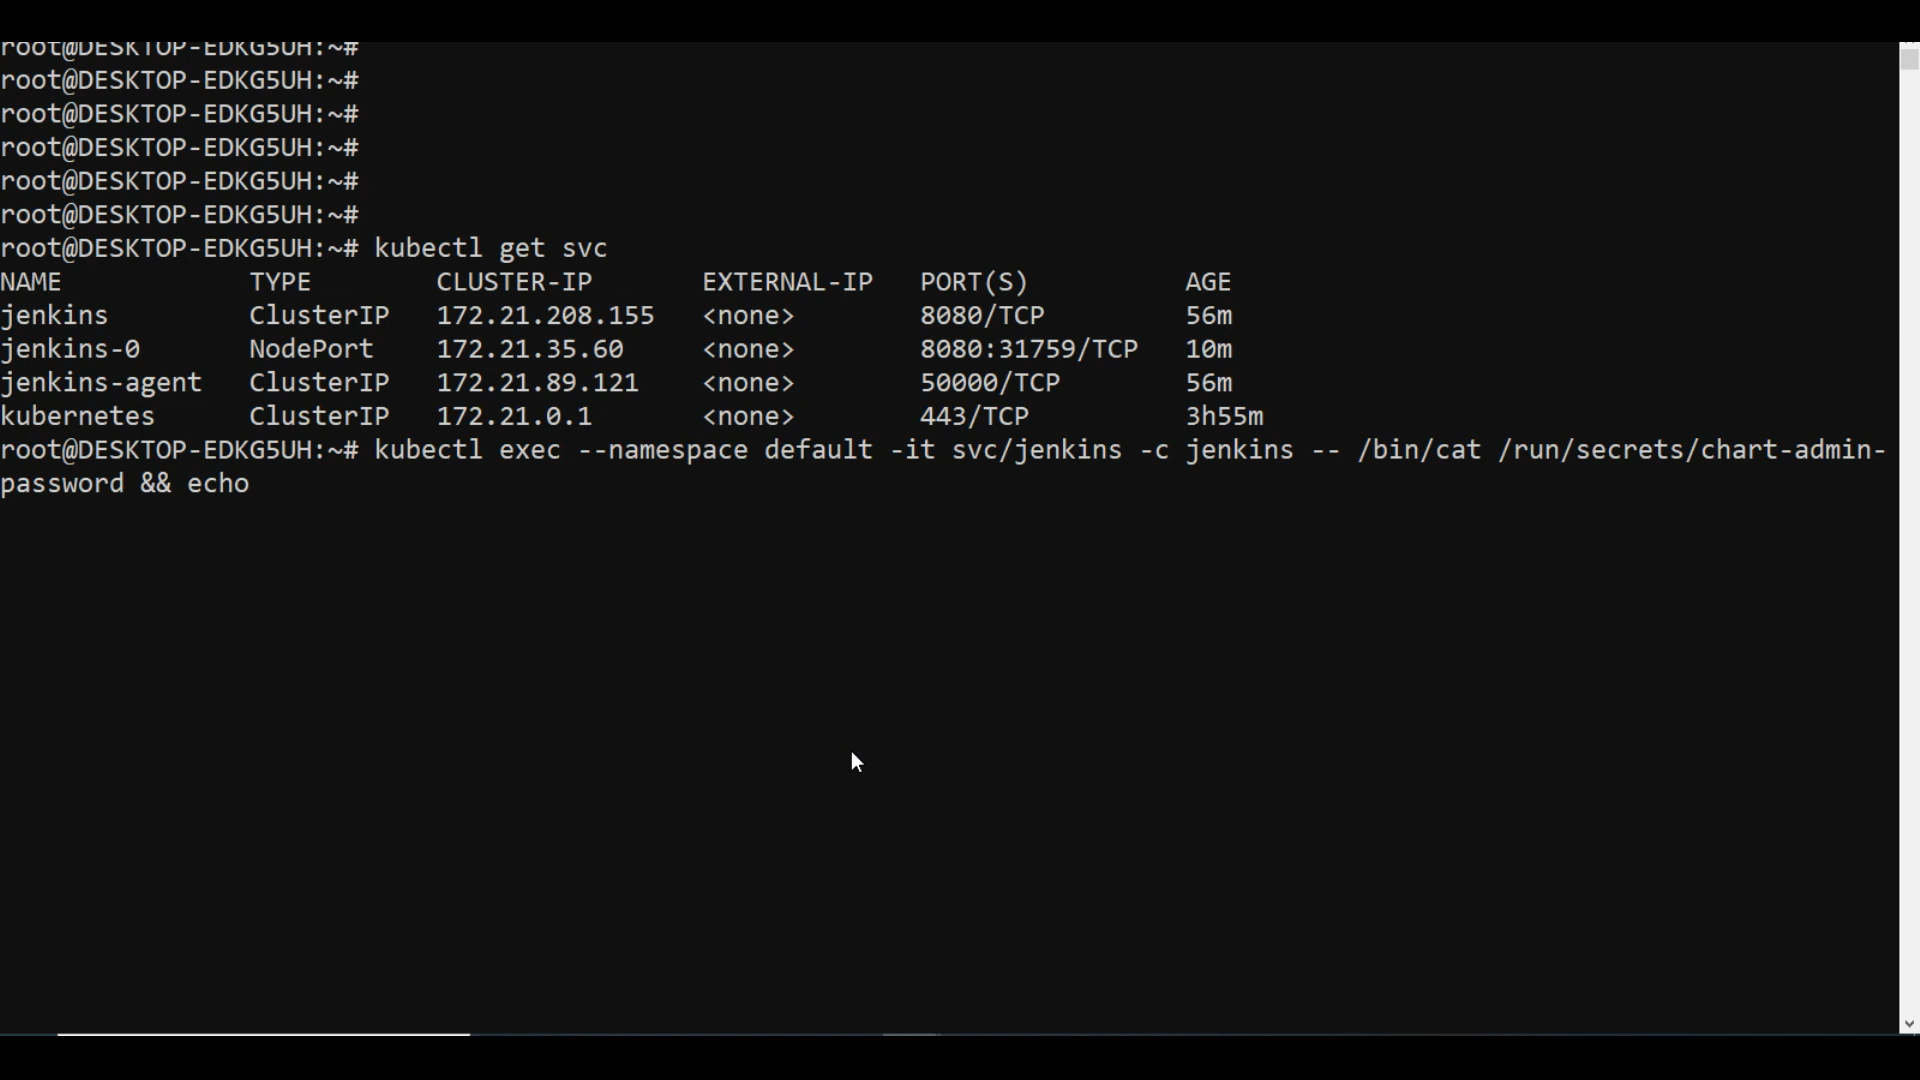 root@DESKTOP-EDKG5UH:~#
root@DESKTOP-EDKG5UH:~#
root@DESKTOP-EDKG5UH:~#
root@DESKTOP-EDKG5UH:~#
root@DESKTOP-EDKG5UH:~#
root@DESKTOP-EDKG5UH:~#
root@DESKTOP-EDKG5UH:~# kubectl get svc
NAME            TYPE        CLUSTER-IP       EXTERNAL-IP   PORT(S)          AGE
jenkins         ClusterIP   172.21.208.155   <none>        8080/TCP         56m
jenkins-0       NodePort    172.21.35.60     <none>        8080:31759/TCP   10m
jenkins-agent   ClusterIP   172.21.89.121    <none>        50000/TCP        56m
kubernetes      ClusterIP   172.21.0.1       <none>        443/TCP          3h55m
root@DESKTOP-EDKG5UH:~# kubectl exec --namespace default -it svc/jenkins -c jenkins -- /bin/cat /run/secrets/chart-admin-
password && echo